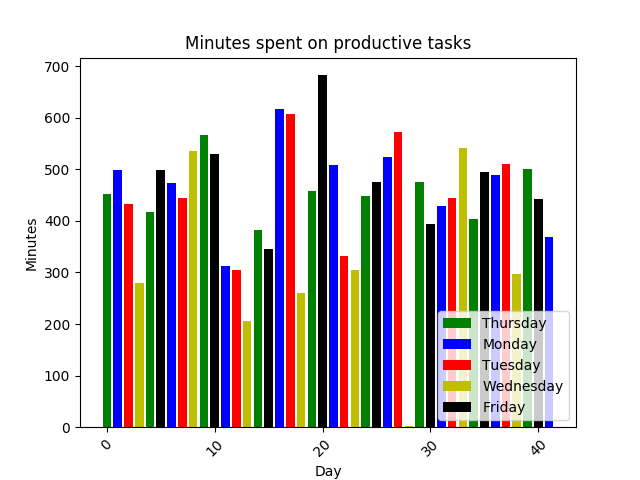 Minutes spent on productive tasks
700
600
500
400
300
200
100
0
Minutes
0
10
20
30
40
Day
Thursday
Monday
Tuesday
Wednesday
Friday